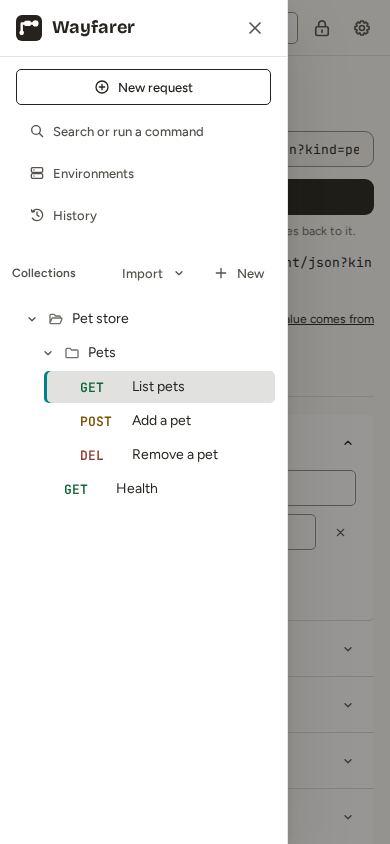 Wayfarer
New request
Search or run a command
Environments
History
Collections Import New
Pet store
Pets
GET List pets
POST Add a pet
DEL Remove a pet
GET Health
n?kind=pe
es back to it.
nt/json?kin
alue comes from